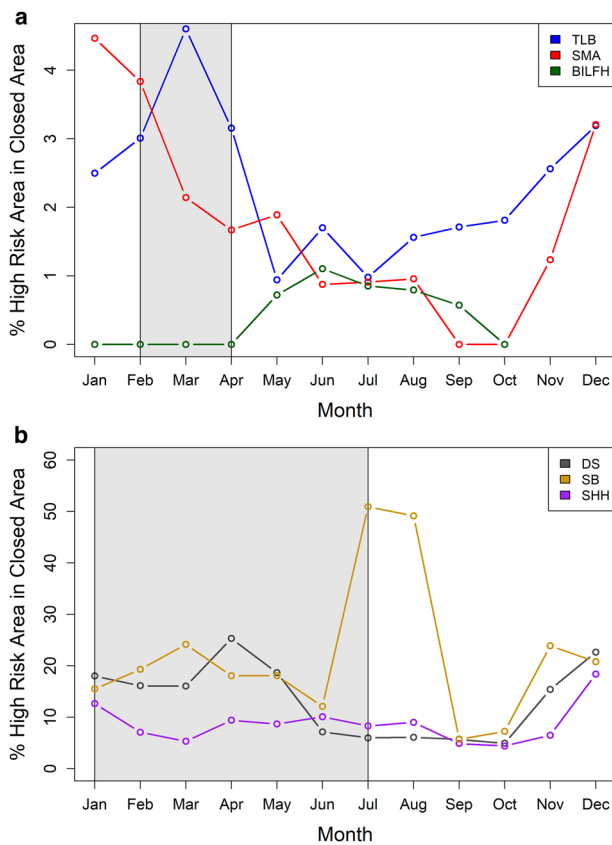 a
TLB
SMA
BILFH
% High Risk Area in Closed Area
4
3
2
1
0
Jan Feb Mar Apr May Jun Jul Aug Sep Oct Nov Dec
Month
b
DS
SB
SHH
% High Risk Area in Closed Area
60
50
40
30
20
10
0
Jan Feb Mar Apr May Jun Jul Aug Sep Oct Nov Dec
Month